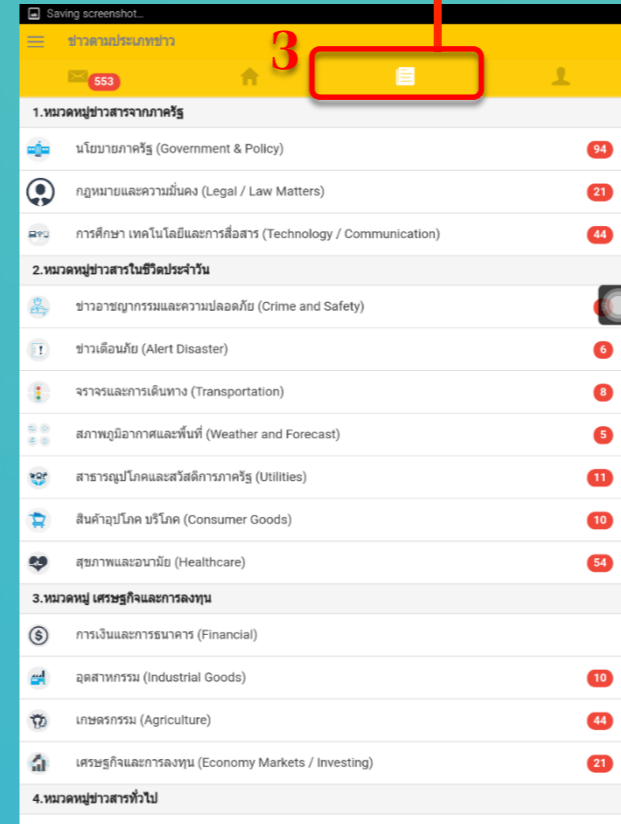 Saving screenshot...
ข่าวตามประเภทข่าว
3
553
1.หมวดหมู่ข่าวสารจากภาครัฐ
นโยบายภาครัฐ (Government & Policy) 94
กฎหมายและความมั่นคง (Legal / Law Matters) 21
การศึกษา เทคโนโลยีและการสื่อสาร (Technology / Communication) 44
2.หมวดหมู่ข่าวสารในชีวิตประจำวัน
ข่าวอาชญากรรมและความปลอดภัย (Crime and Safety)
ข่าวเตือนภัย (Alert Disaster) 6
จราจรและการเดินทาง (Transportation) 8
สภาพภูมิอากาศและพื้นที่ (Weather and Forecast) 5
สาธารณูปโภคและสวัสดิการภาครัฐ (Utilities) 11
สินค้าอุปโภค บริโภค (Consumer Goods) 10
สุขภาพและอนามัย (Healthcare) 54
3.หมวดหมู่ เศรษฐกิจและการลงทุน
การเงินและการธนาคาร (Financial)
อุตสาหกรรม (Industrial Goods) 10
เกษตรกรรม (Agriculture) 44
เศรษฐกิจและการลงทุน (Economy Markets / Investing) 21
4.หมวดหมู่ข่าวสารทั่วไป